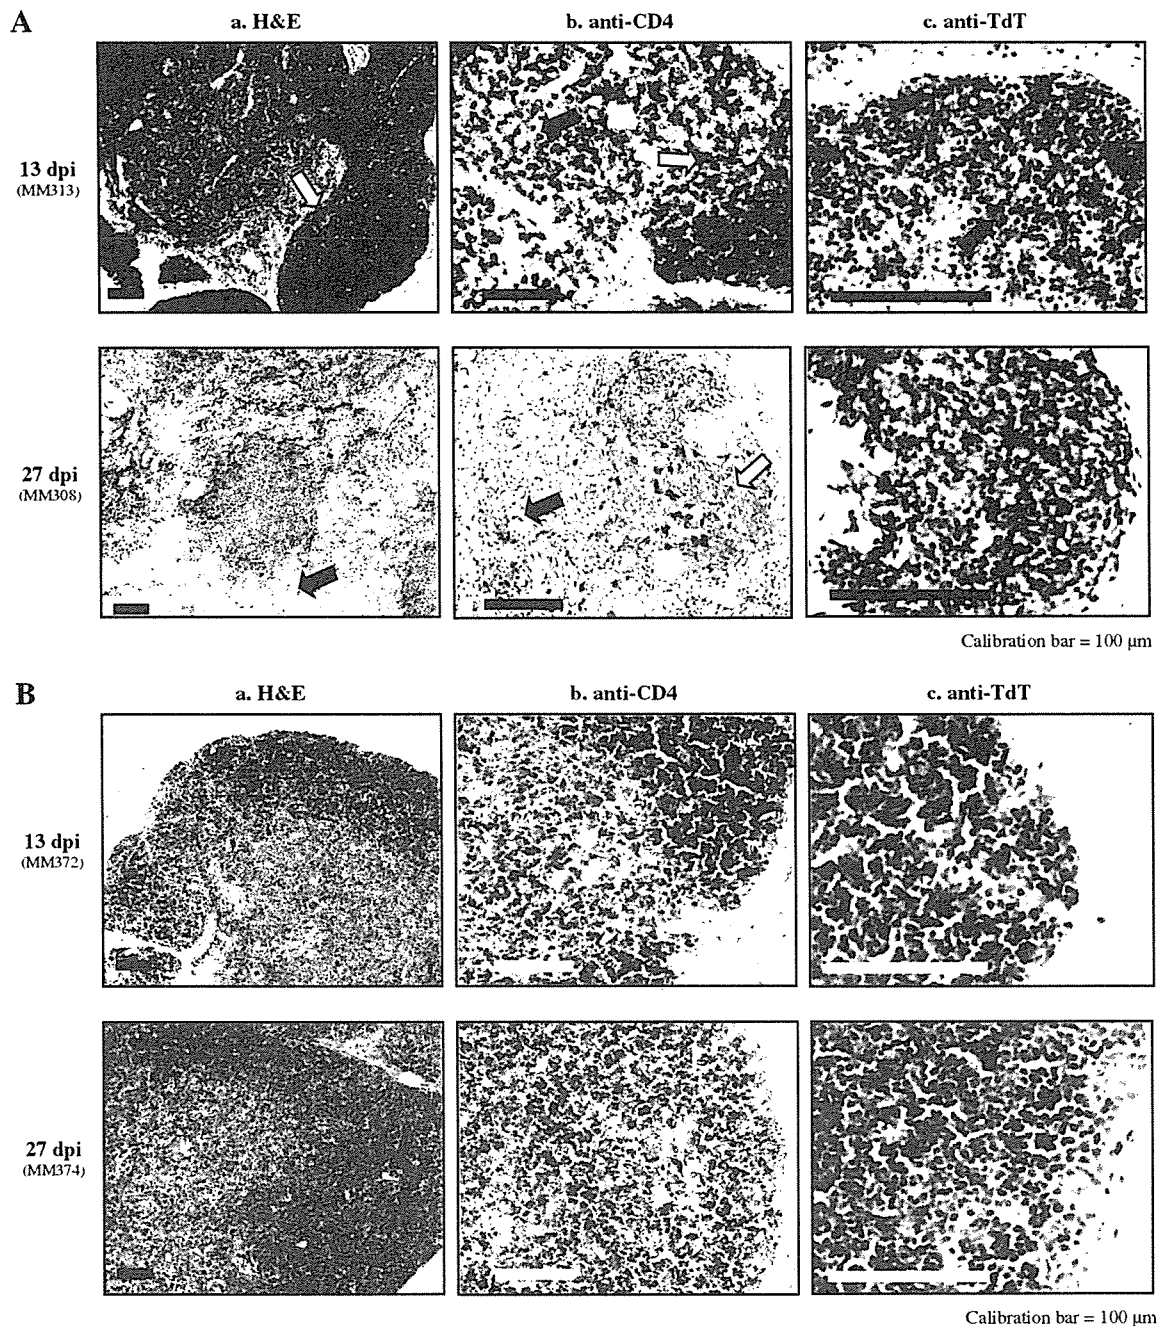 A
a. H&E b. anti-CD4 c. anti-TdT
13 dpi
(MM313)
27 dpi
(MM308)
Calibration bar = 100 μm
B
a. H&E b. anti-CD4 c. anti-TdT
13 dpi
(MM372)
27 dpi
(MM374)
Calibration bar = 100 μm